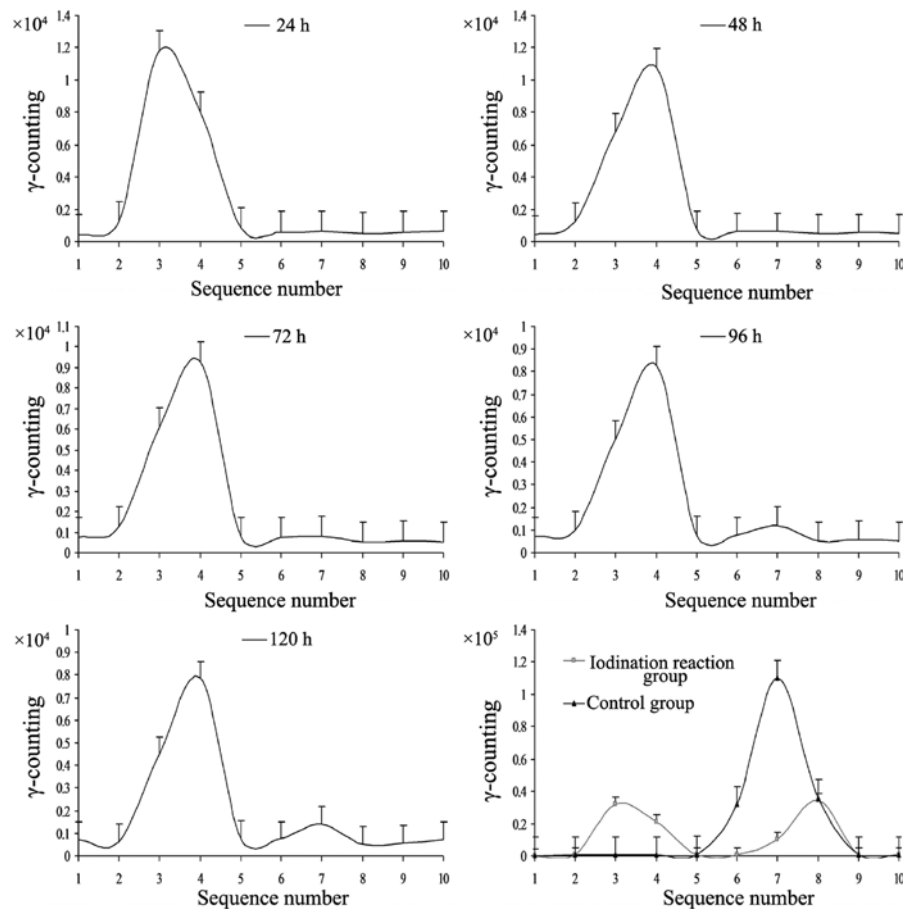 ×10⁴
— 24 h
1.4
1.2
1
0.8
0.6
0.4
0.2
0
γ-counting
1 2 3 4 5 6 7 8 9 10
Sequence number
×10⁴
— 48 h
1.4
1.2
1
0.8
0.6
0.4
0.2
0
γ-counting
1 2 3 4 5 6 7 8 9 10
Sequence number
×10⁴
— 72 h
1.1
1
0.9
0.8
0.7
0.6
0.5
0.4
0.3
0.2
0.1
0
γ-counting
1 2 3 4 5 6 7 8 9 10
Sequence number
×10⁴
— 96 h
1
0.9
0.8
0.7
0.6
0.5
0.4
0.3
0.2
0.1
0
γ-counting
1 2 3 4 5 6 7 8 9 10
Sequence number
×10⁴
— 120 h
1
0.9
0.8
0.7
0.6
0.5
0.4
0.3
0.2
0.1
0
γ-counting
1 2 3 4 5 6 7 8 9 10
Sequence number
×10⁵
1.4
1.2
1
0.8
0.6
0.4
0.2
0
γ-counting
Iodination reaction
group
Control group
1 2 3 4 5 6 7 8 9 10
Sequence number